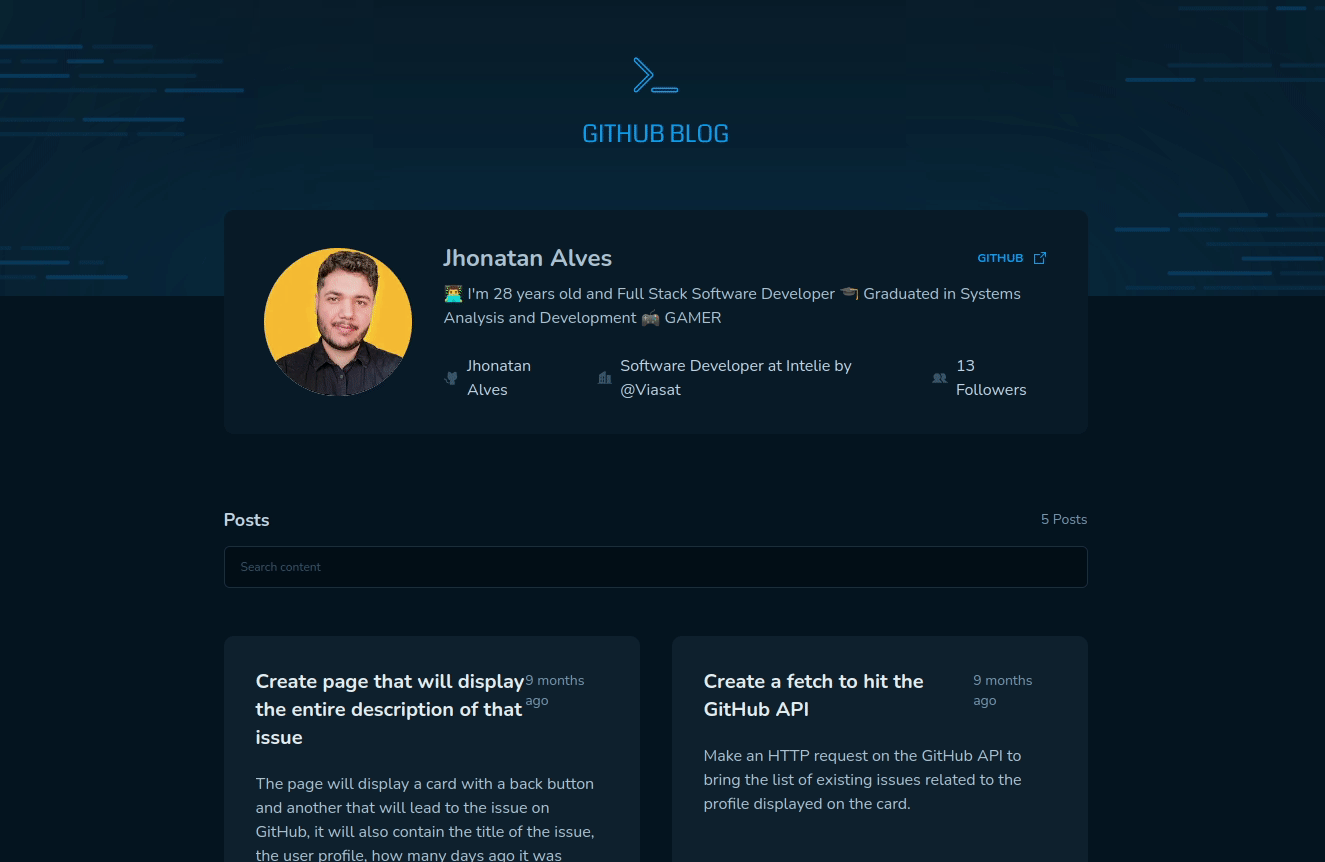 GITHUB BLOG
Jhonatan Alves
GITHUB
👨‍💻 I'm 28 years old and Full Stack Software Developer 🎓 Graduated in Systems
Analysis and Development 🎮 GAMER
Jhonatan
Alves
Software Developer at Intelie by
@Viasat
13
Followers
Posts
5 Posts
Search content
Create page that will display
the entire description of that
issue
9 months
ago
The page will display a card with a back button
and another that will lead to the issue on
GitHub, it will also contain the title of the issue,
the user profile, how many days ago it was
Create a fetch to hit the
GitHub API
9 months
ago
Make an HTTP request on the GitHub API to
bring the list of existing issues related to the
profile displayed on the card.